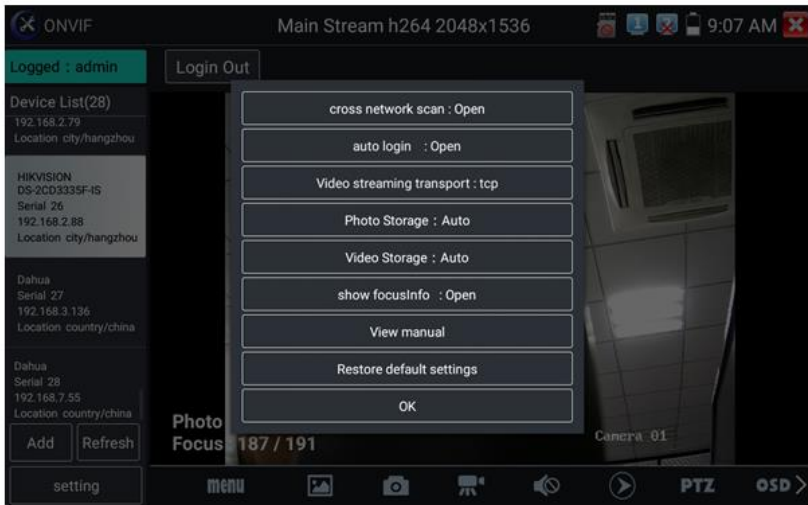 ONVIF
Main Stream h264 2048x1536
9:07 AM
Logged : admin
Login Out
Device List(28)
192.168.2.79
Location city/hangzhou
HIKVISION
DS-2CD3335F-IS
Serial 26
192.168.2.88
Location city/hangzhou
Dahua
Serial 27
192.168.3.136
Location country/china
Dahua
Serial 28
192.168.7.55
Location country/china
Add
Refresh
setting
cross network scan : Open
auto login : Open
Video streaming transport : tcp
Photo Storage : Auto
Video Storage : Auto
show focusInfo : Open
View manual
Restore default settings
OK
Photo
Focus 187 / 191
Camera 01
menu
PTZ
OSD